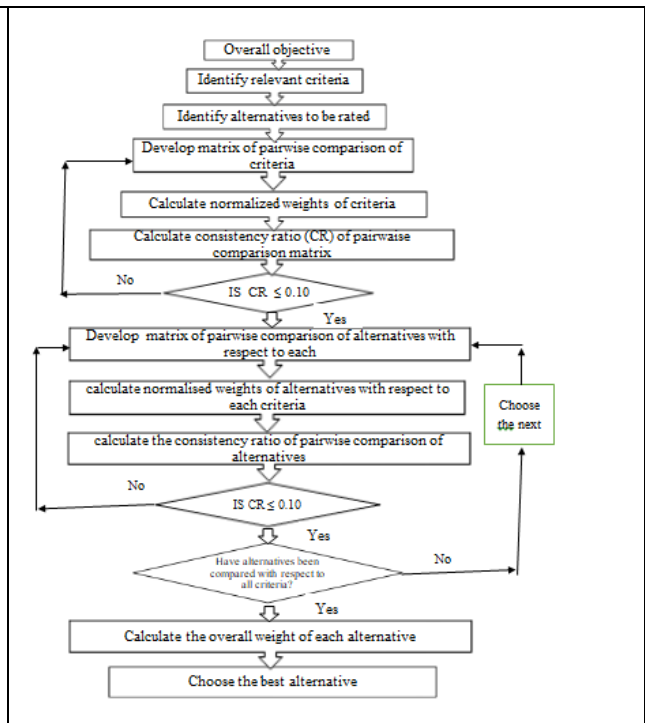 Overall objective
Identify relevant criteria
Identify alternatives to be rated
Develop matrix of pairwise comparison of
criteria
Calculate normalized weights of criteria
Calculate consistency ratio (CR) of pairwaise
comparison matrix
No
IS CR ≤ 0.10
Yes
Develop matrix of pairwise comparison of alternatives with
respect to each
calculate normalised weights of alternatives with respect to
each criteria
Choose
the next
calculate the consistency ratio of pairwise comparison of
alternatives
No
IS CR ≤ 0.10
Yes
Have alternatives been
compared with respect to
all criteria?
No
Yes
Calculate the overall weight of each alternative
Choose the best alternative